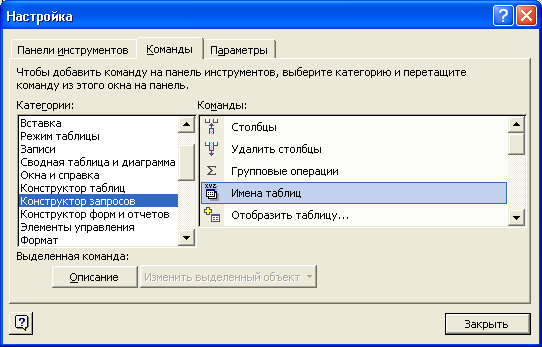 Настройка
Панели инструментов
Команды
Параметры
Чтобы добавить команду на панель инструментов, выберите категорию и перетащите
команду из этого окна на панель.
Категории:
Вставка
Режим таблицы
Записи
Сводная таблица и диаграмма
Окна и справка
Конструктор таблиц
Конструктор запросов
Конструктор форм и отчетов
Элементы управления
Формат
Команды:
Столбцы
Удалить столбцы
Σ Групповые операции
XYZ Имена таблиц
Отобразить таблицу...
Выделенная команда:
Описание
Изменить выделенный объект
Закрыть